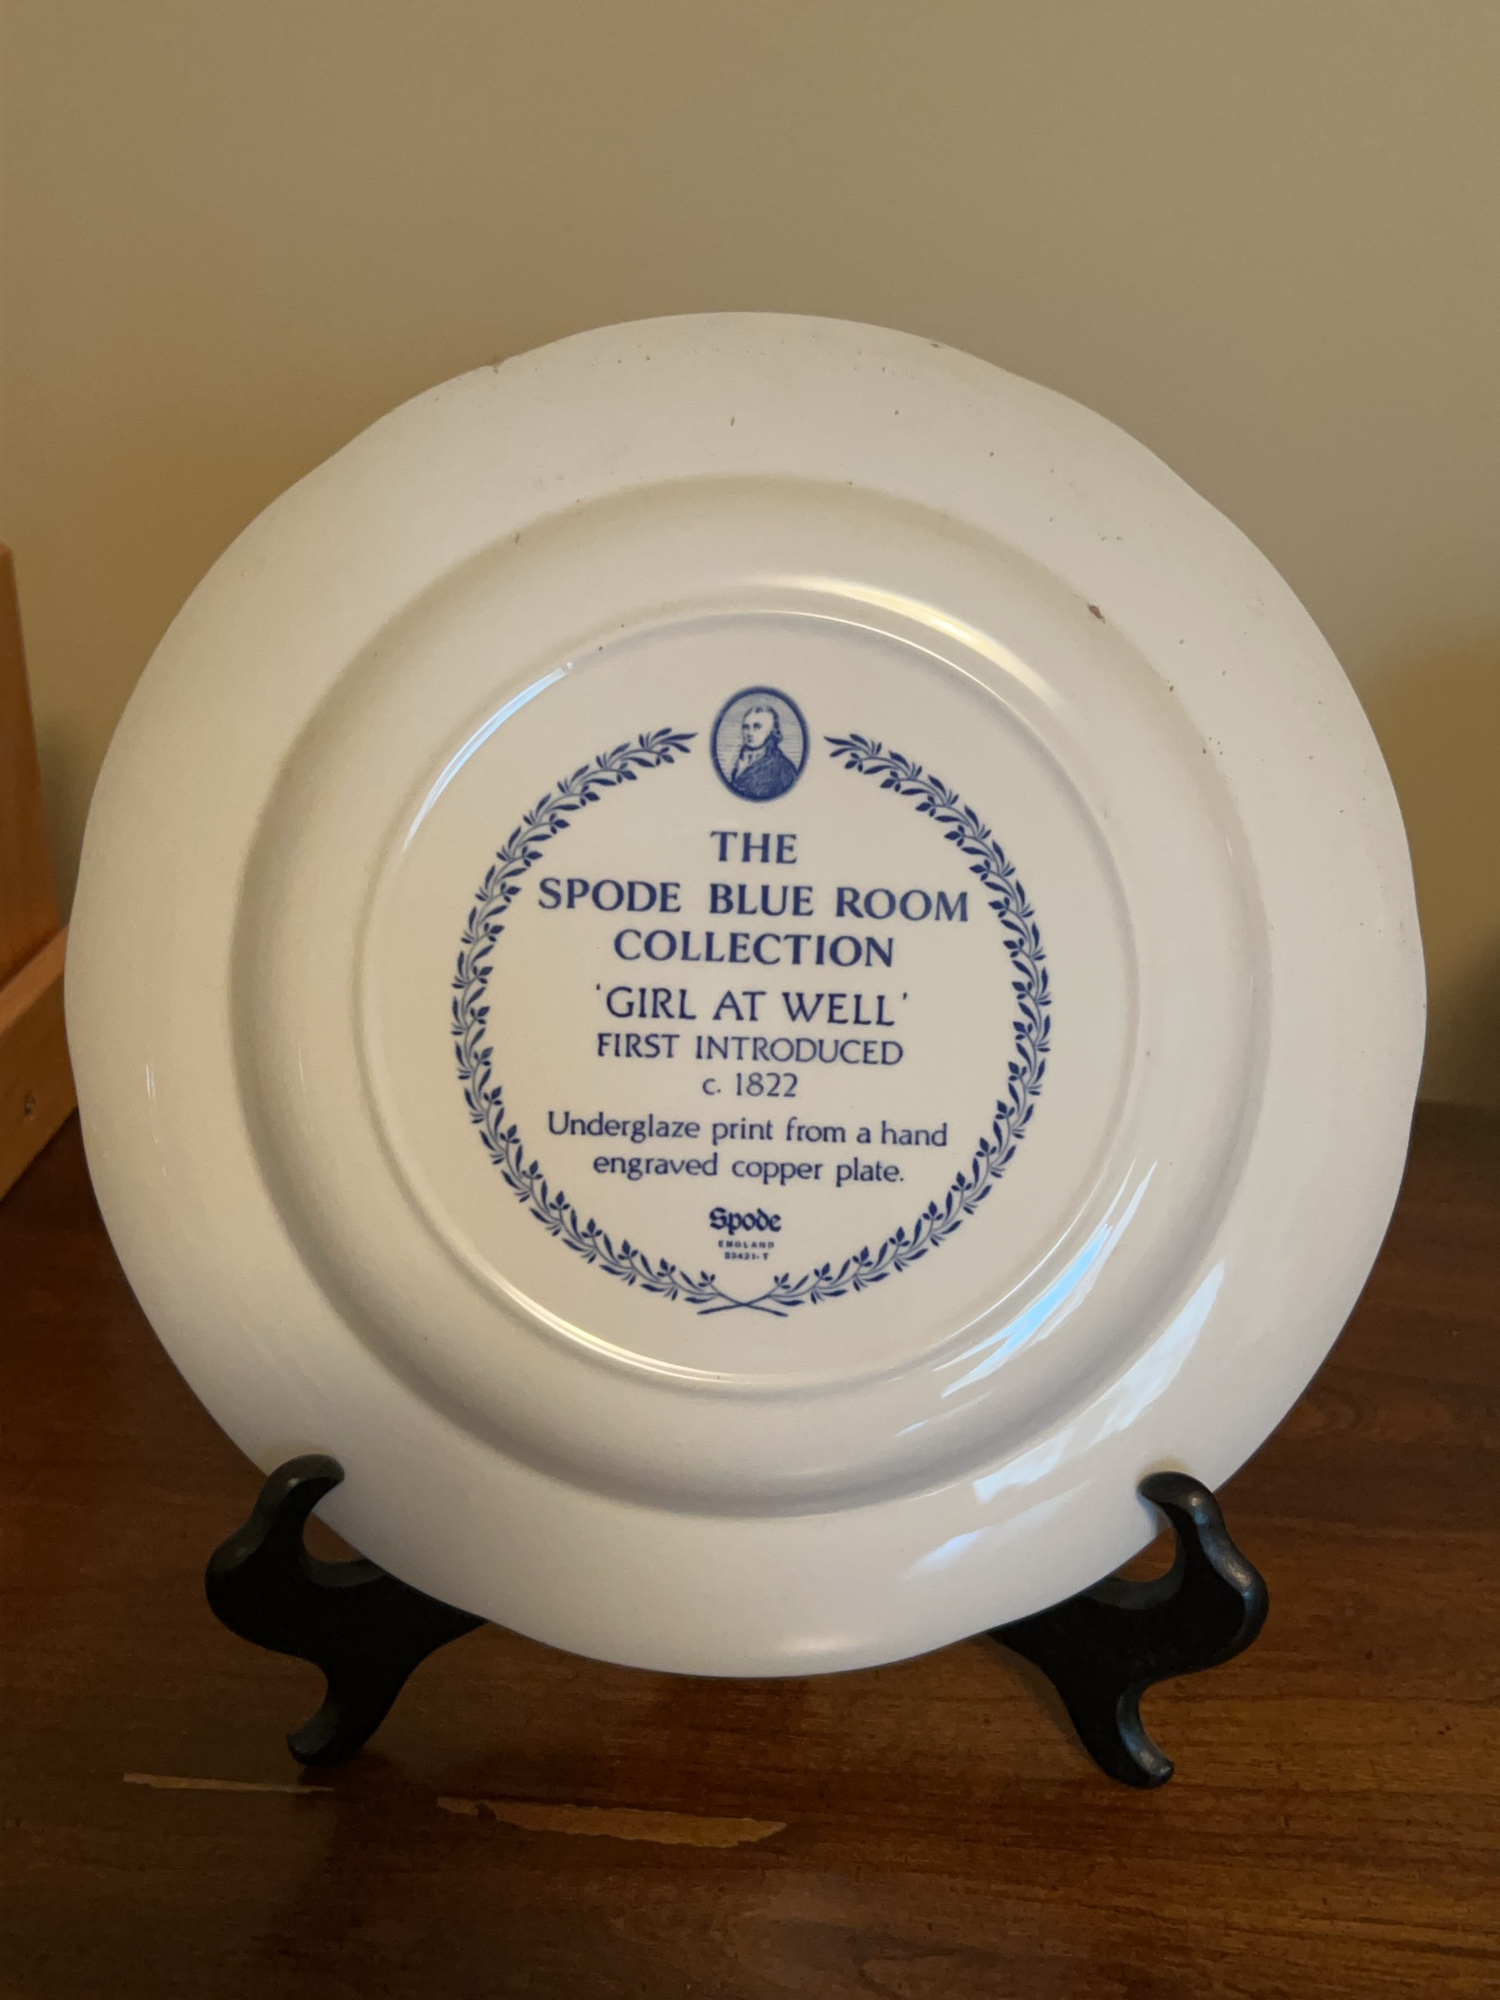 THE
SPODE BLUE ROOM
COLLECTION
'GIRL AT WELL'
FIRST INTRODUCED
c. 1822
Underglaze print from a hand
engraved copper plate.
Spode
ENGLAND